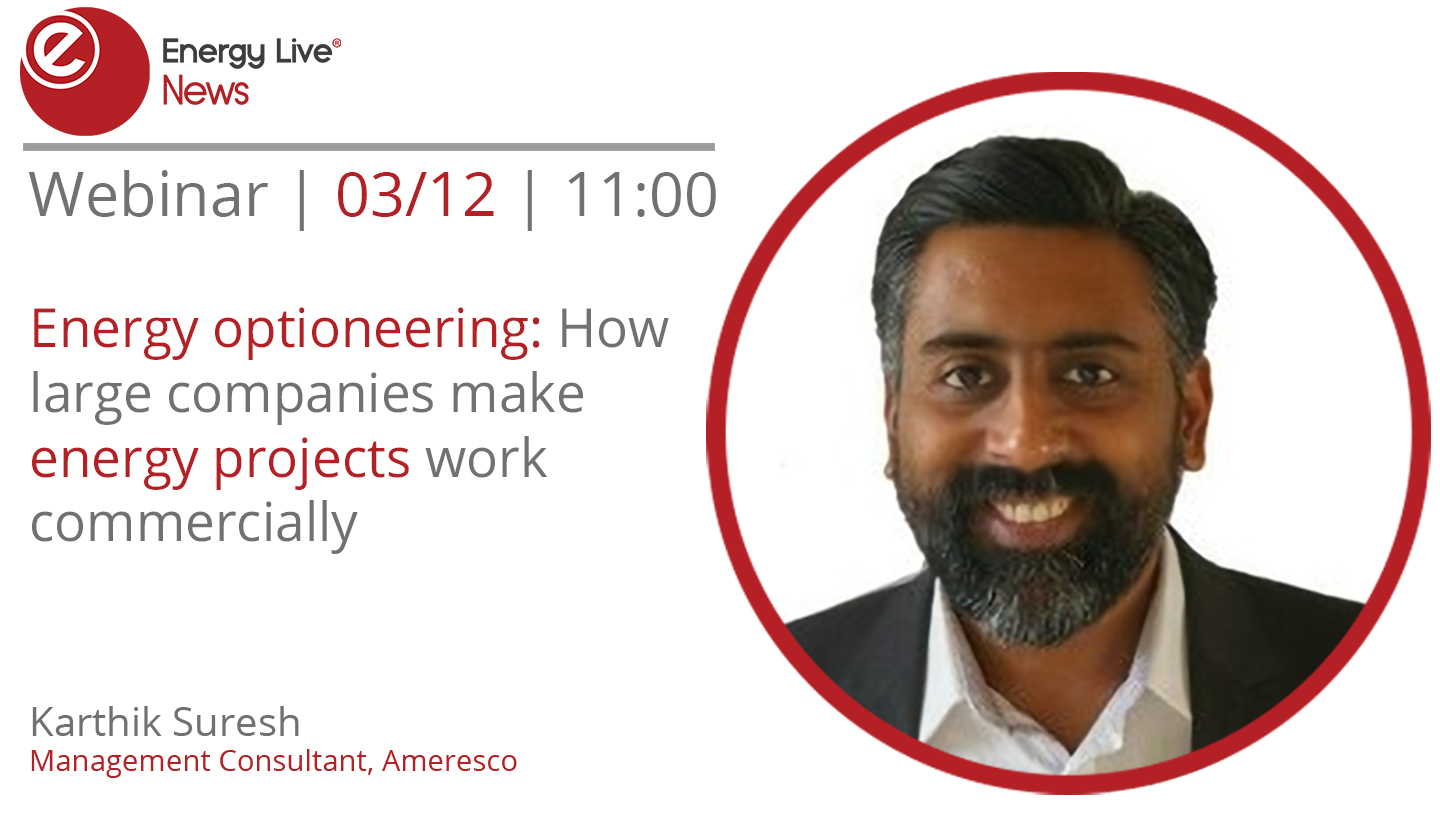 Energy Live®
News
Webinar | 03/12 | 11:00
Energy optioneering: How
large companies make
energy projects work
commercially
Karthik Suresh
Management Consultant, Ameresco